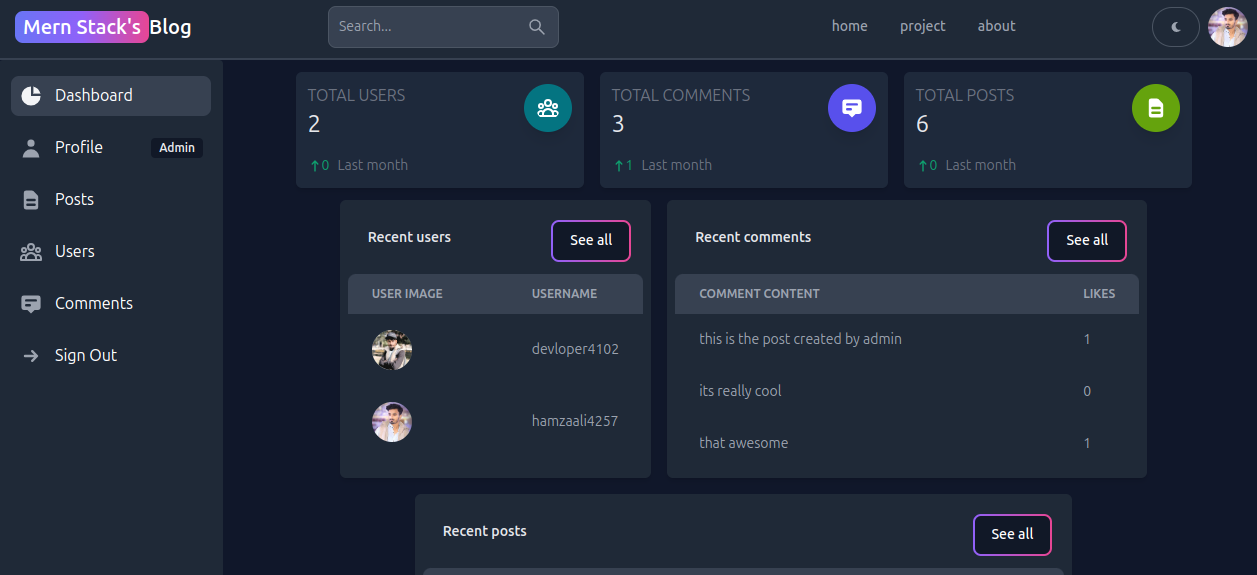 Mern Stack's Blog
Search...
home project about
Dashboard
Profile Admin
Posts
Users
Comments
Sign Out
TOTAL USERS
2
0 Last month
TOTAL COMMENTS
3
1 Last month
TOTAL POSTS
6
0 Last month
Recent users See all
USER IMAGE USERNAME
devloper4102
hamzaali4257
Recent comments See all
COMMENT CONTENT LIKES
this is the post created by admin 1
its really cool 0
that awesome 1
Recent posts See all